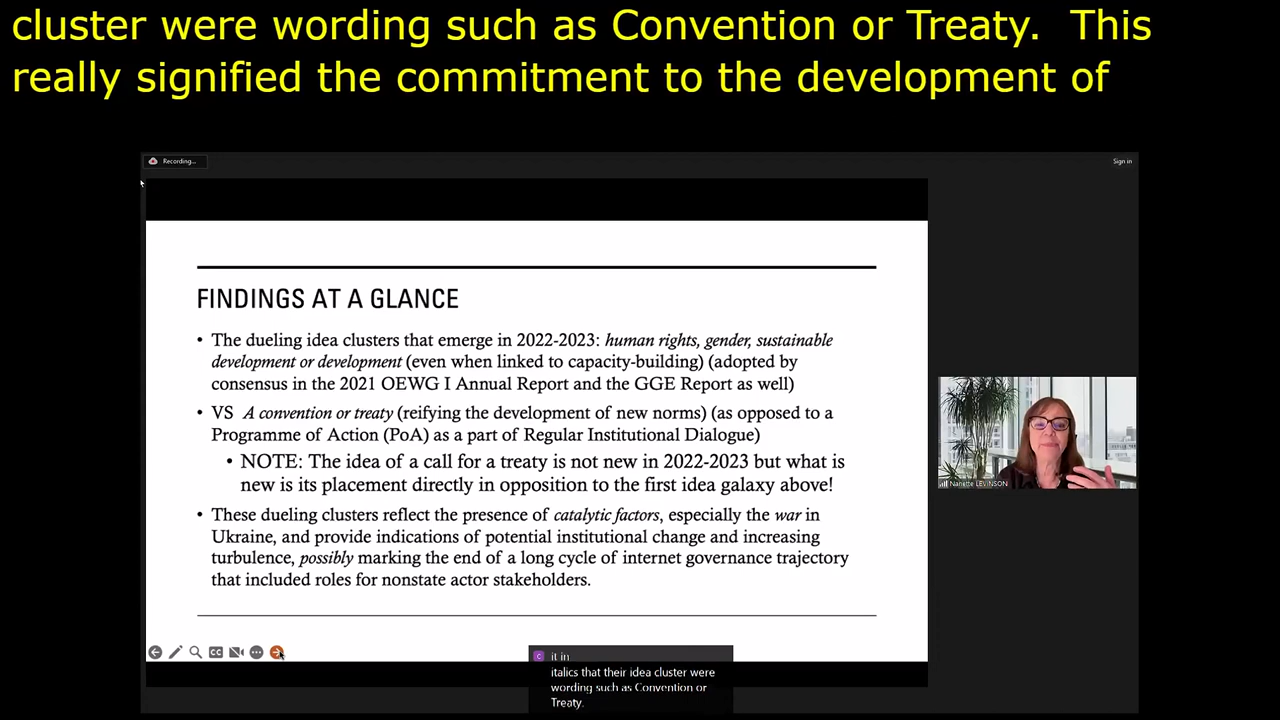 cluster were wording such as Convention or Treaty.  This
really signified the commitment to the development of
Recording...
Sign in
FINDINGS AT A GLANCE
• The dueling idea clusters that emerge in 2022-2023: human rights, gender, sustainable
development or development (even when linked to capacity-building) (adopted by
consensus in the 2021 OEWG I Annual Report and the GGE Report as well)
• VS A convention or treaty (reifying the development of new norms) (as opposed to a
Programme of Action (PoA) as a part of Regular Institutional Dialogue)
• NOTE: The idea of a call for a treaty is not new in 2022-2023 but what is
new is its placement directly in opposition to the first idea galaxy above!
• These dueling clusters reflect the presence of catalytic factors, especially the war in
Ukraine, and provide indications of potential institutional change and increasing
turbulence, possibly marking the end of a long cycle of internet governance trajectory
that included roles for nonstate actor stakeholders.
Nanette LEVINSON
CC
C it in
italics that their idea cluster were
wording such as Convention or
Treaty.